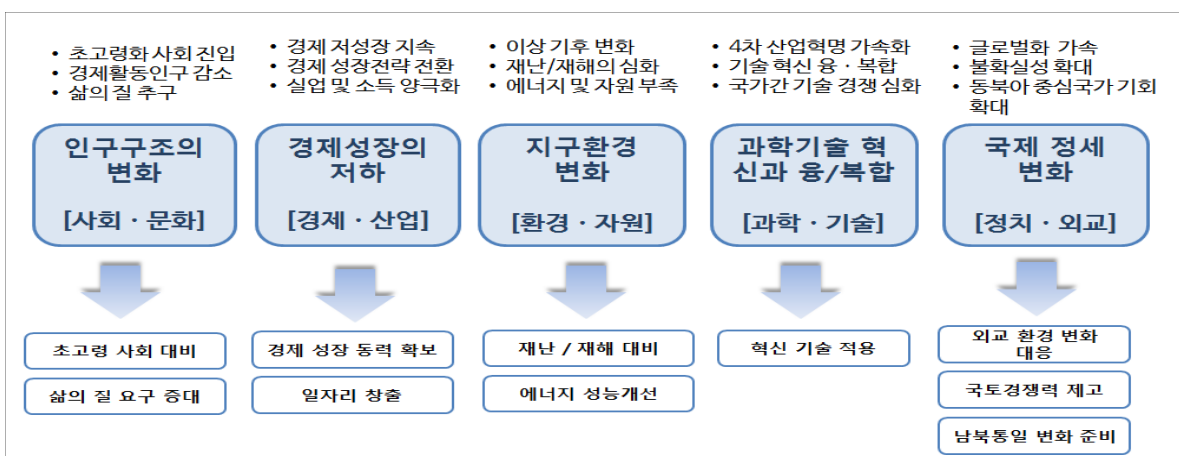 • 초고령화 사회 진입
• 경제활동인구 감소
• 삶의 질 추구
인구구조의
변화
[사회 · 문화]
초고령 사회 대비
삶의 질 요구 증대
• 경제 저성장 지속
• 경제 성장전략 전환
• 실업 및 소득 양극화
경제성장의
저하
[경제 · 산업]
경제 성장 동력 확보
일자리 창출
• 이상 기후 변화
• 재난/재해의 심화
• 에너지 및 자원 부족
지구환경
변화
[환경 · 자원]
재난 / 재해 대비
에너지 성능개선
• 4차 산업혁명 가속화
• 기술 혁신 융 · 복합
• 국가간 기술 경쟁 심화
과학기술 혁
신과 융/복합
[과학 · 기술]
혁신 기술 적용
• 글로벌화 가속
• 불확실성 확대
• 동북아 중심국가 기회
확대
국제 정세
변화
[정치 · 외교]
외교 환경 변화
대응
국토경쟁력 제고
남북통일 변화 준비